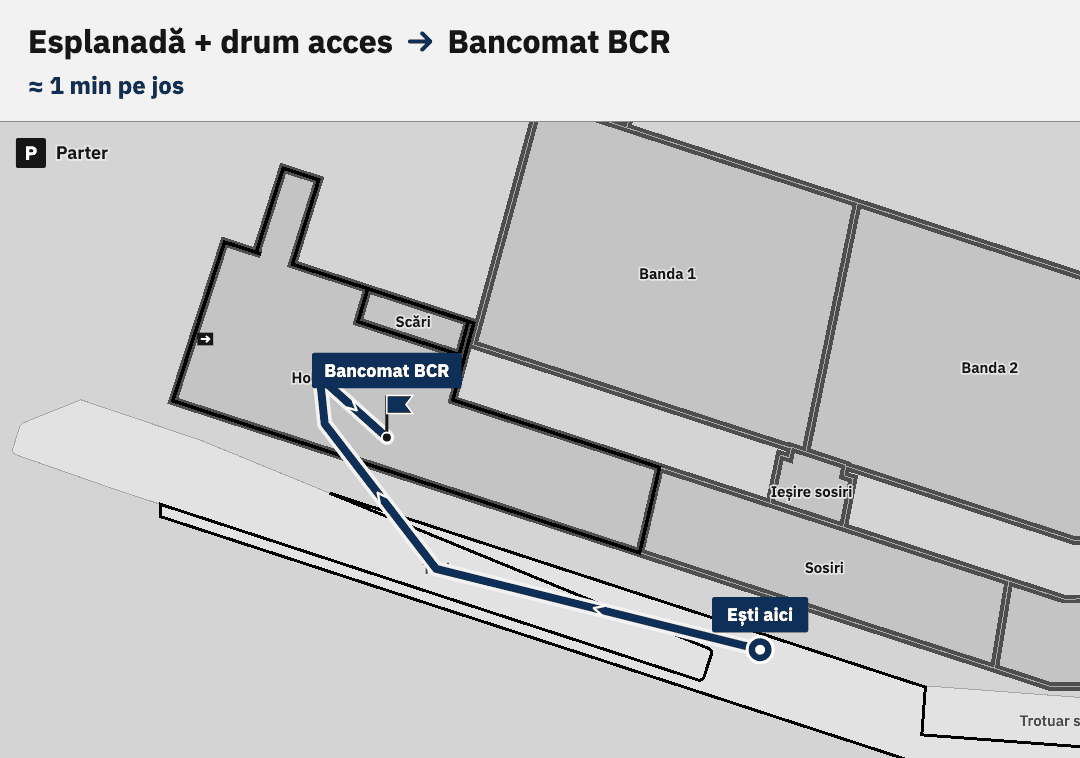 Esplanadă + drum acces → Bancomat BCR
≈ 1 min pe jos
P Parter
Banda 1
Scări
Banda 2
Bancomat BCR
Ieșire sosiri
Sosiri
Ești aici
Trotuar